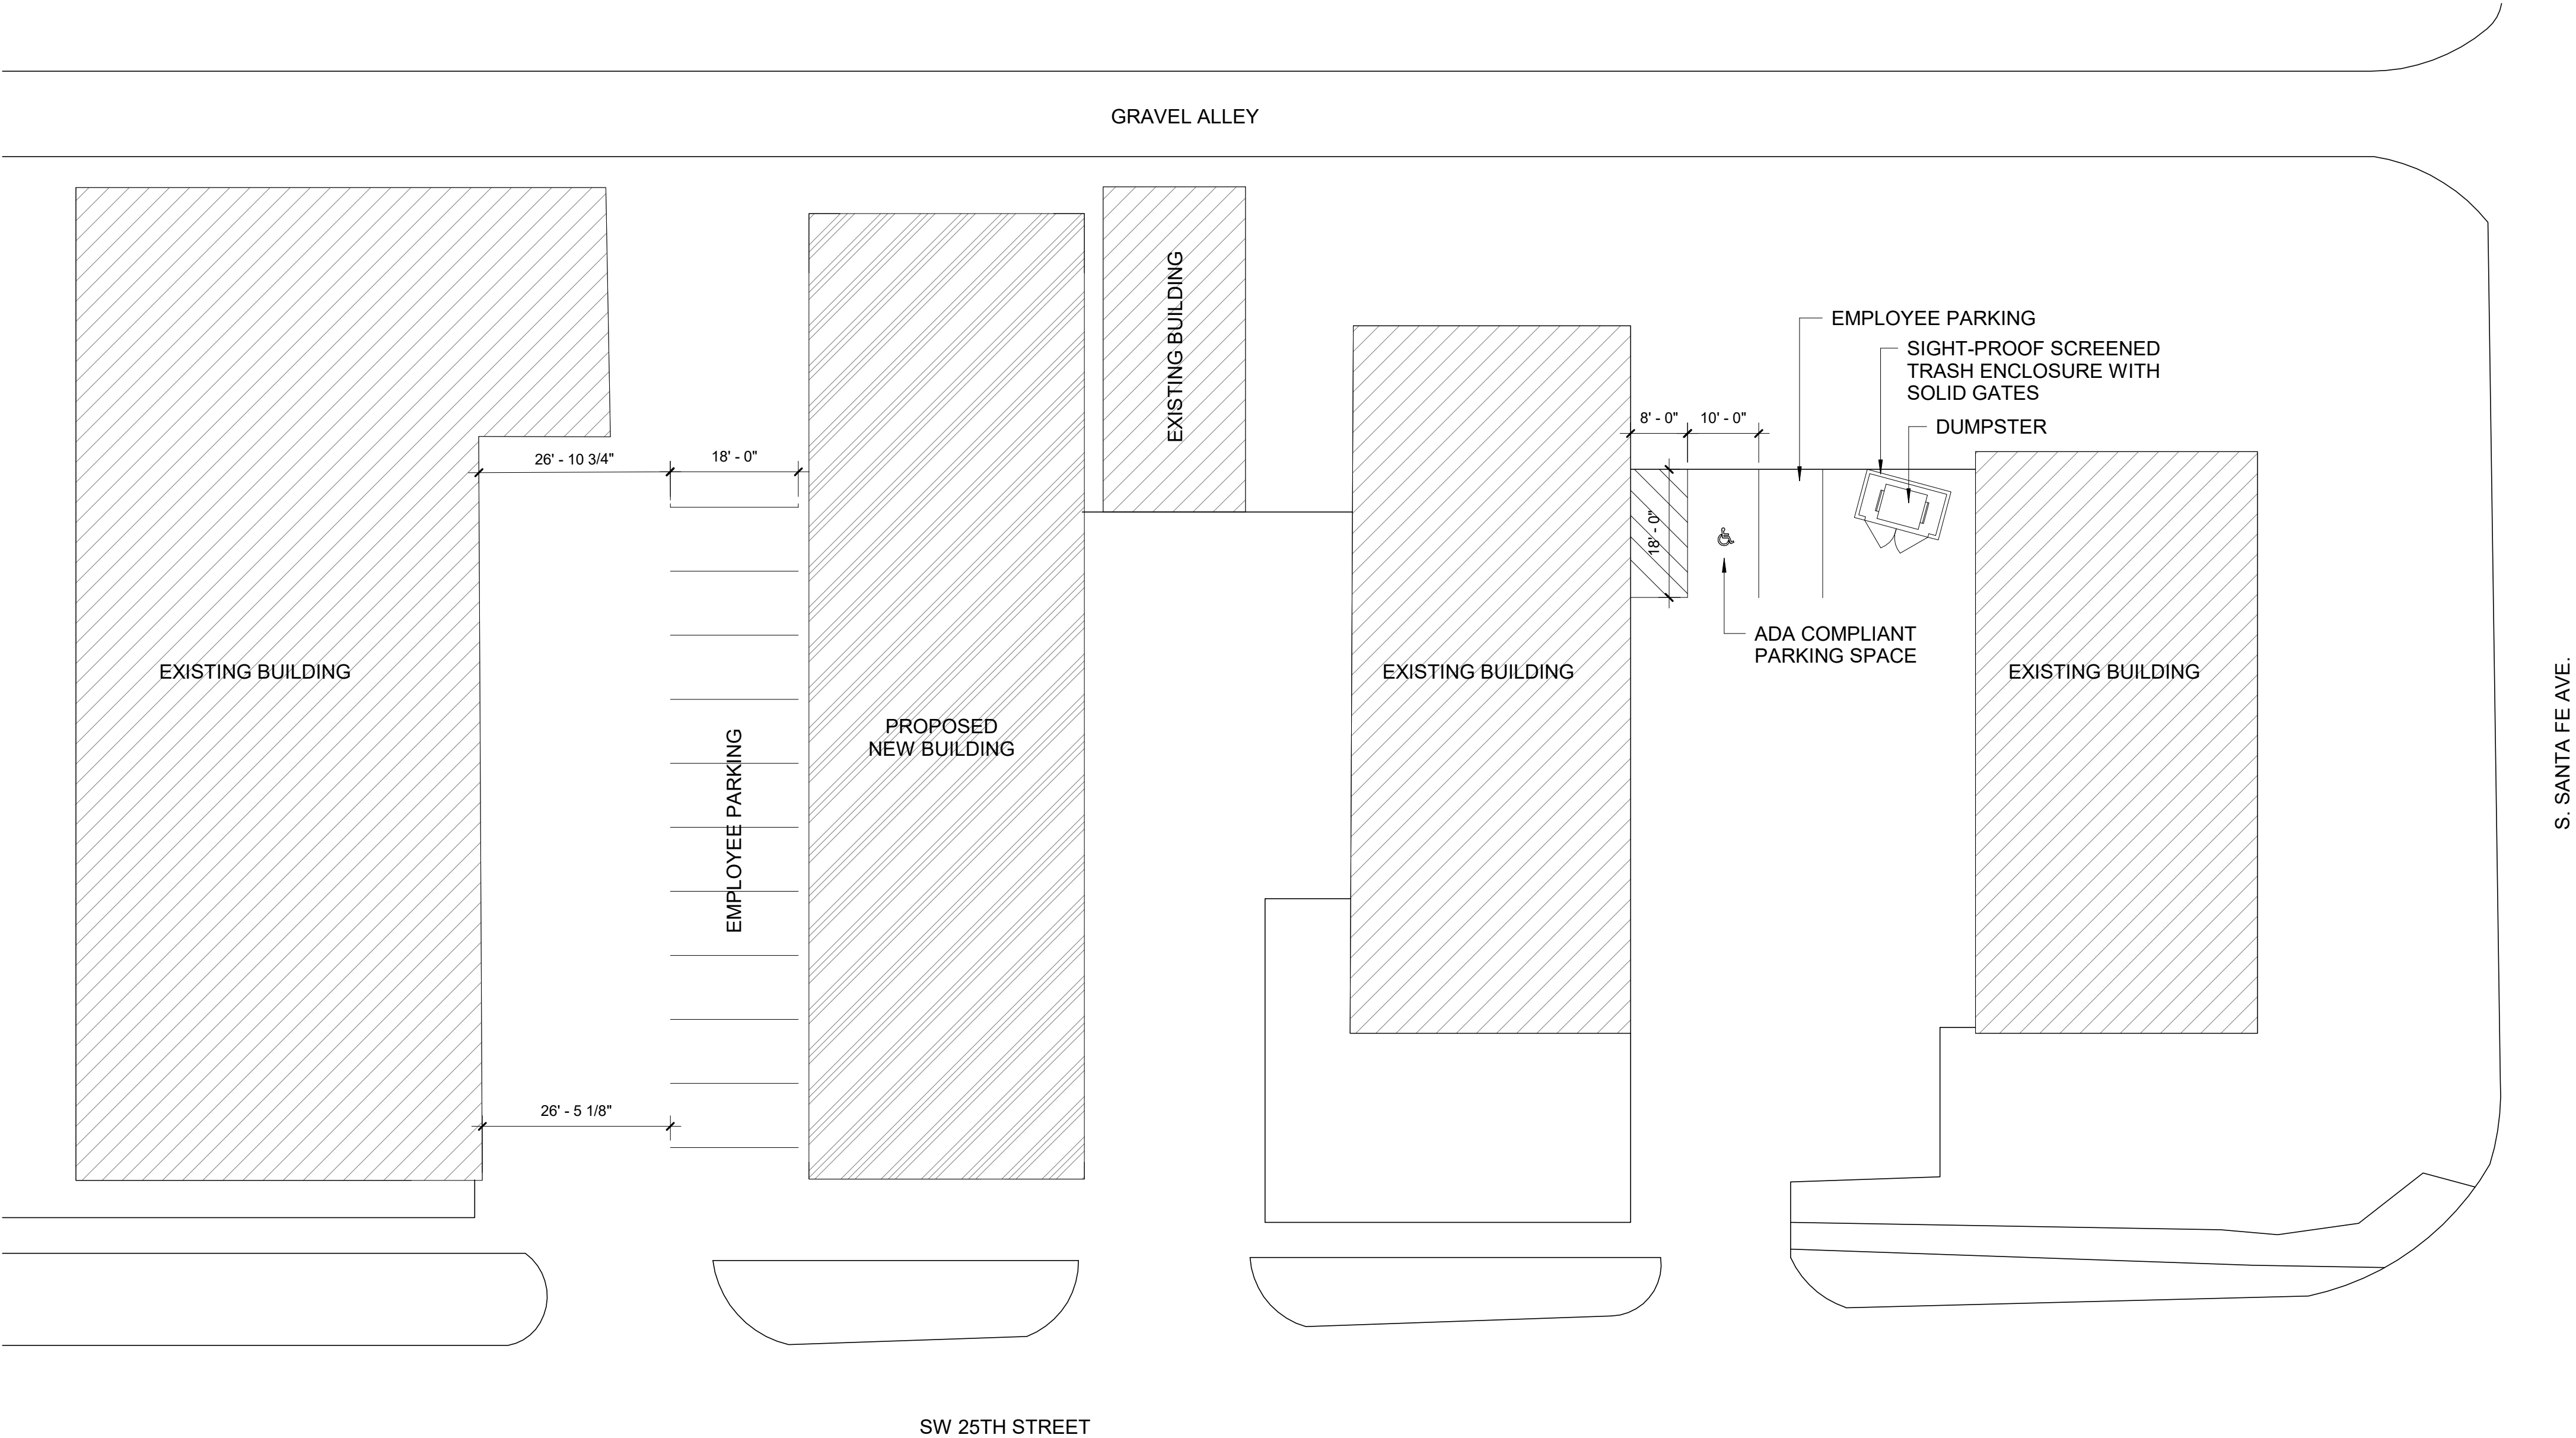 GRAVEL ALLEY
EXISTING BUILDING
EMPLOYEE PARKING
SIGHT-PROOF SCREENED
TRASH ENCLOSURE WITH
SOLID GATES
8' - 0"
10' - 0"
DUMPSTER
26' - 10 3/4"
18' - 0"
18' - 0"
ADA COMPLIANT
PARKING SPACE
EXISTING BUILDING
EXISTING BUILDING
EXISTING BUILDING
S. SANTA FE AVE.
PROPOSED
NEW BUILDING
EMPLOYEE PARKING
26' - 5 1/8"
SW 25TH STREET